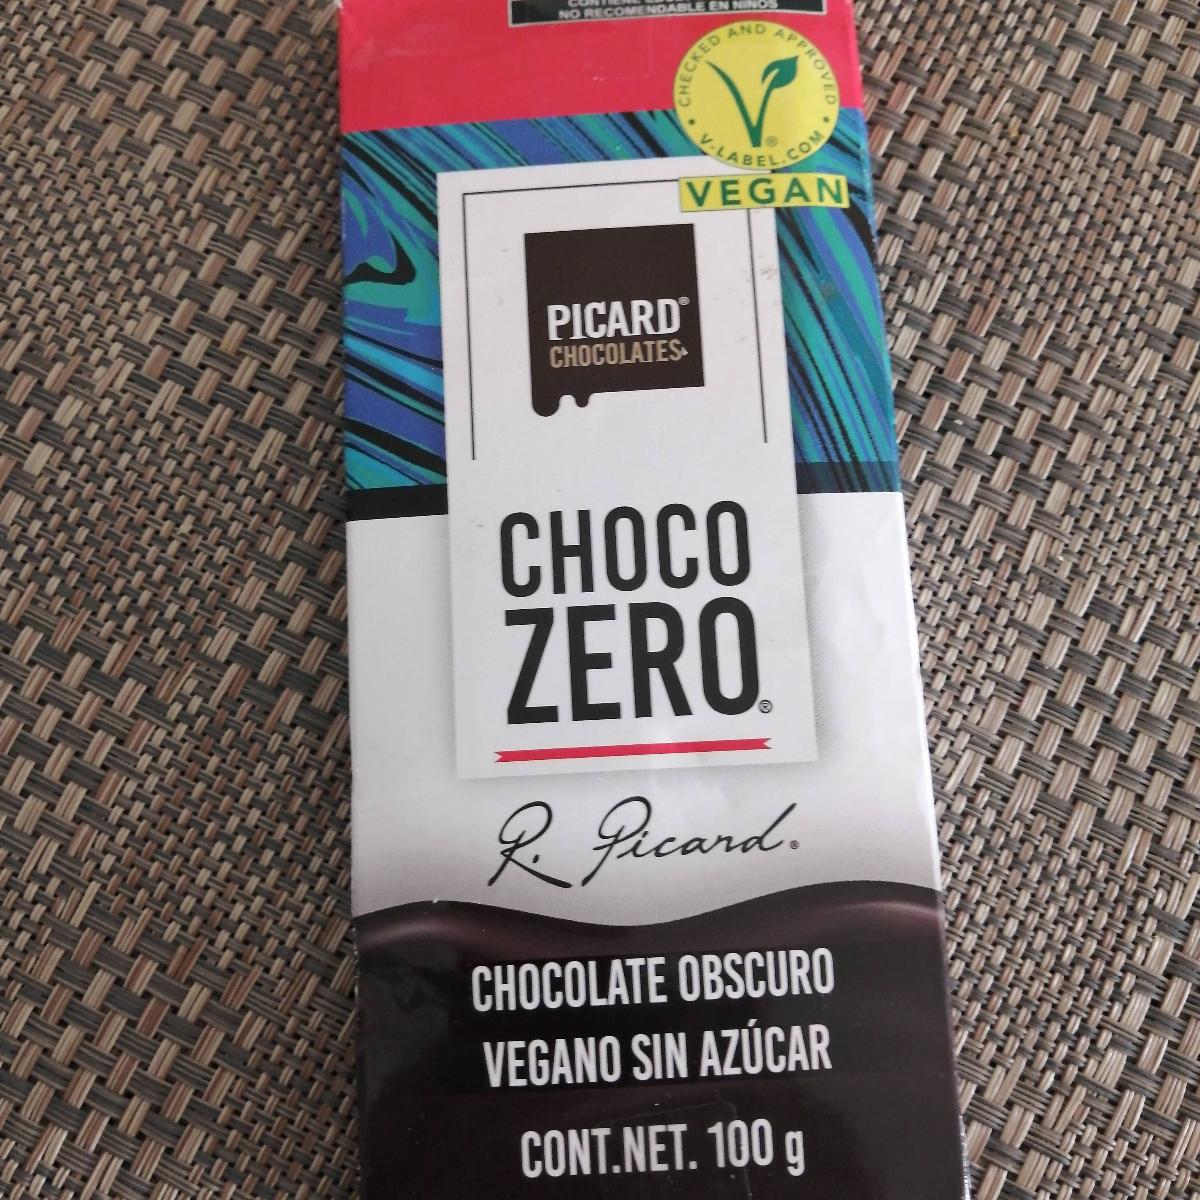 NO RECOMENDABLE EN NIÑOS
CHECKED AND APPROVED
• V-LABEL.COM •
®
VEGAN
PICARD®
CHOCOLATES
CHOCO
ZERO®
R. Picard®
CHOCOLATE OBSCURO
VEGANO SIN AZÚCAR
CONT.NET. 100 g